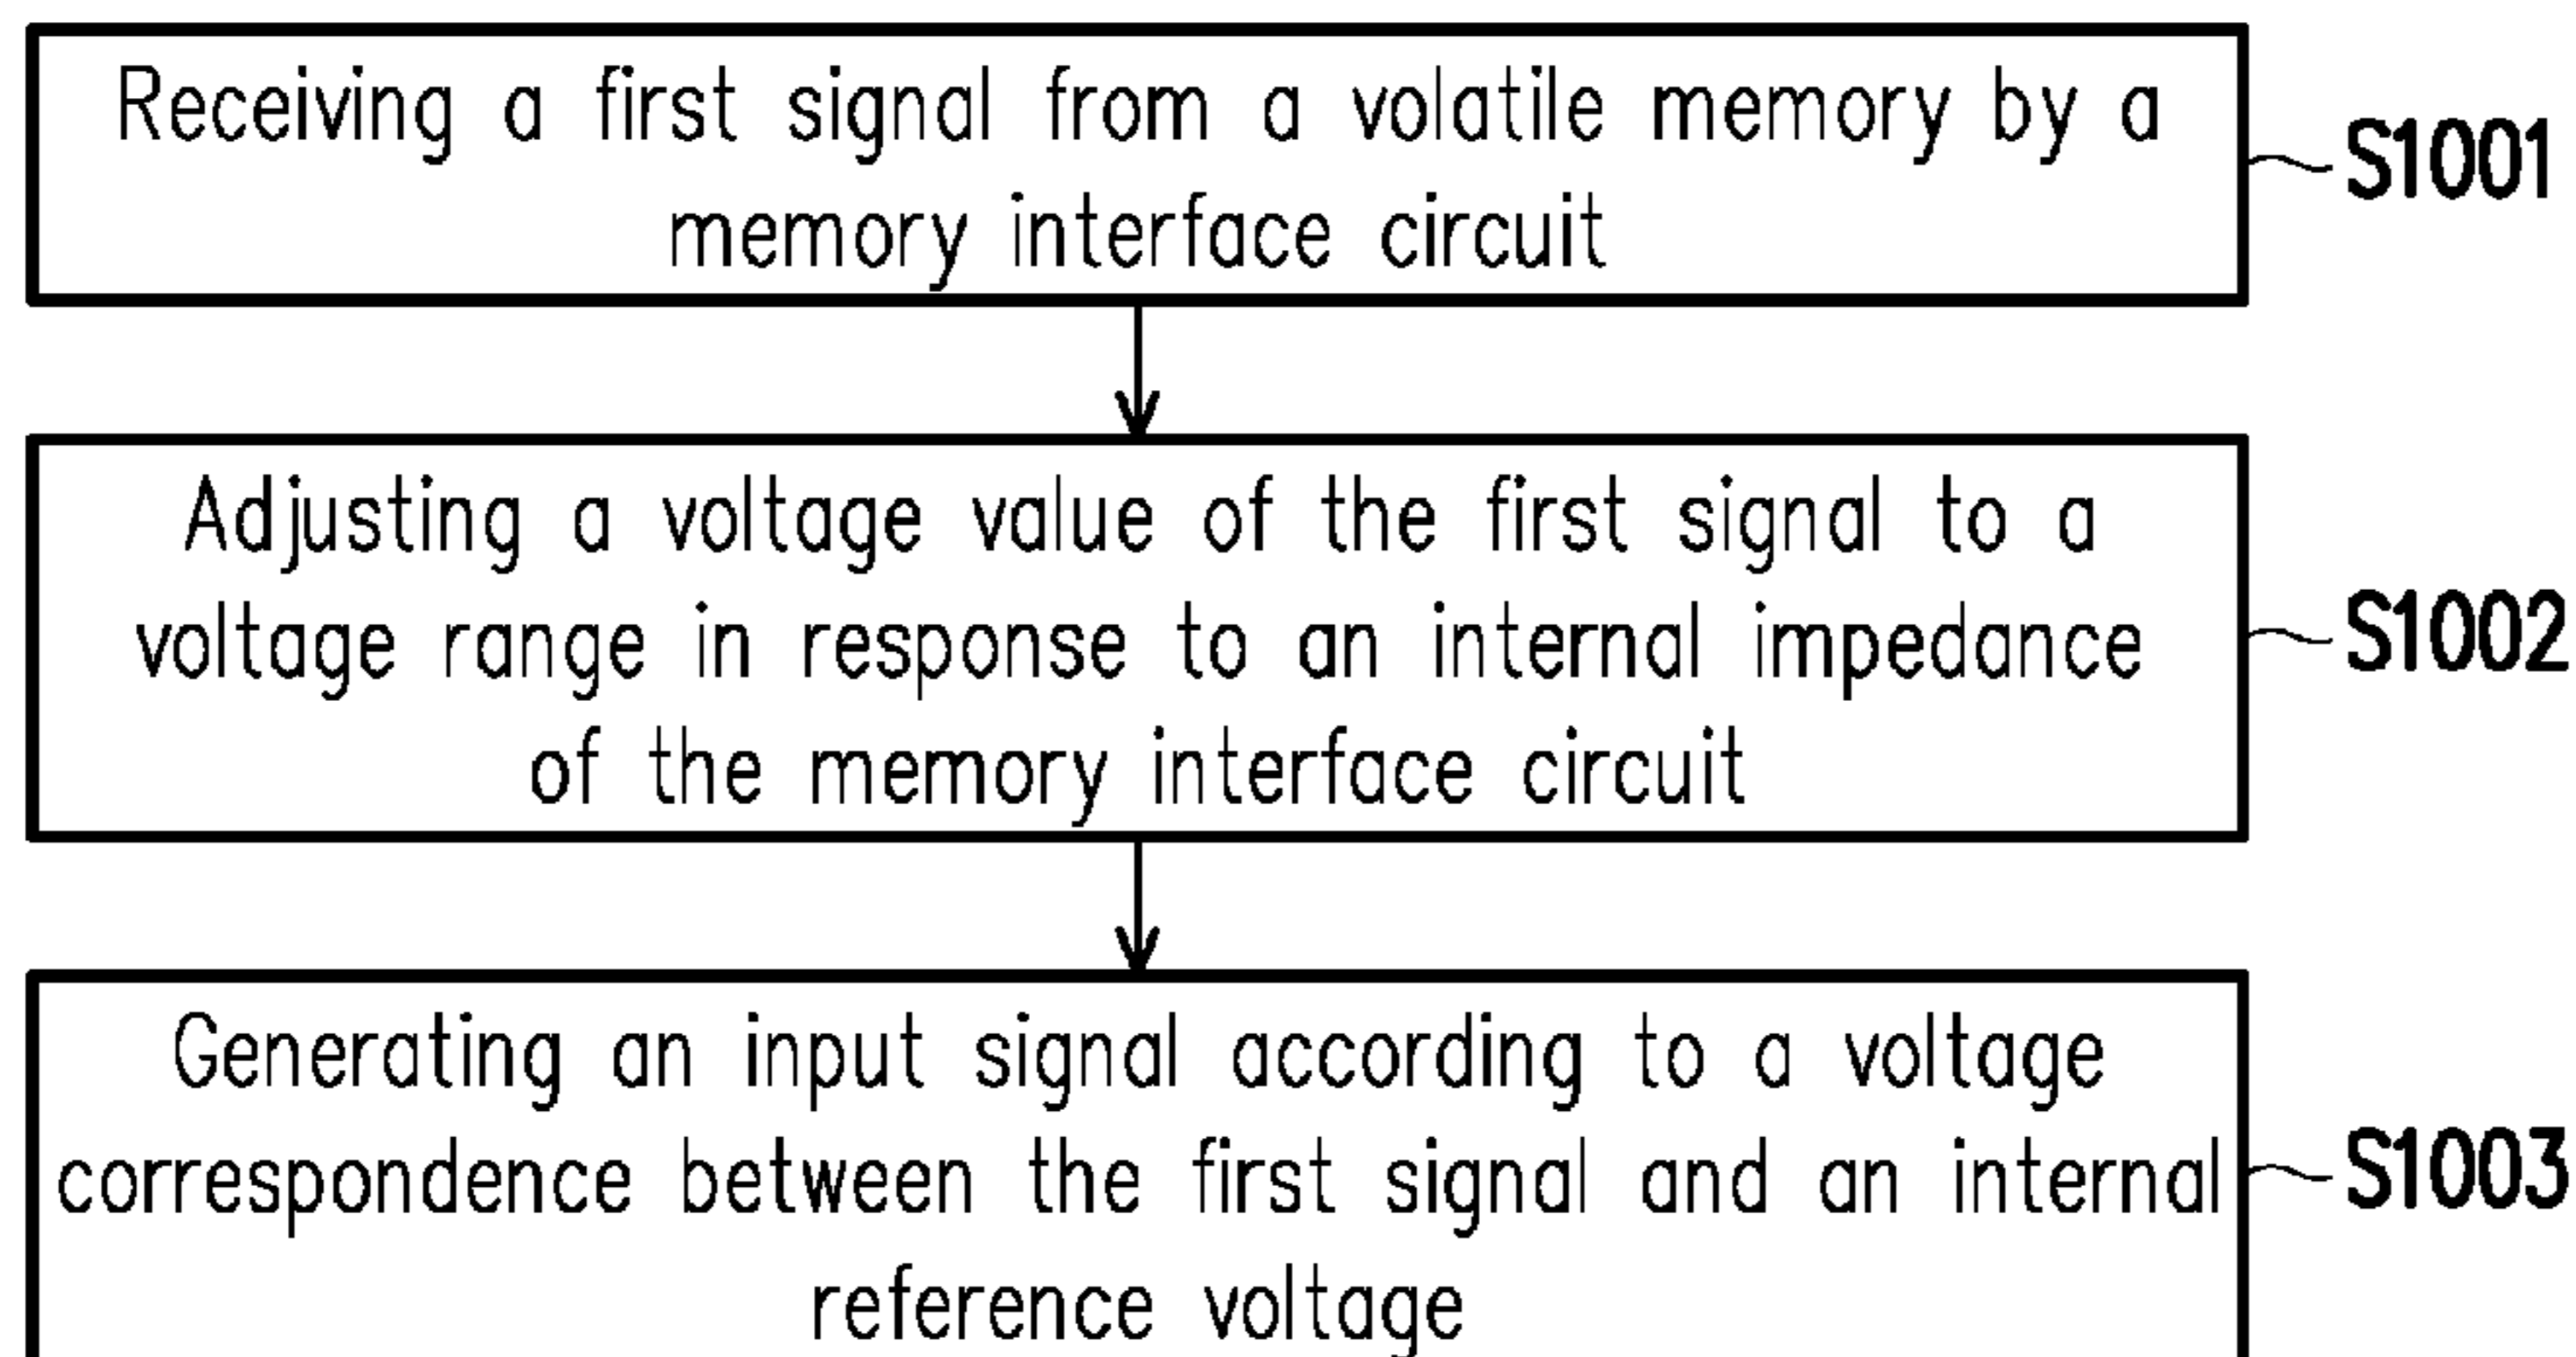 Receiving a first signal from a volatile memory by a
memory interface circuit
S1001
Adjusting a voltage value of the first signal to a
voltage range in response to an internal impedance
of the memory interface circuit
S1002
Generating an input signal according to a voltage
correspondence between the first signal and an internal
reference voltage
S1003